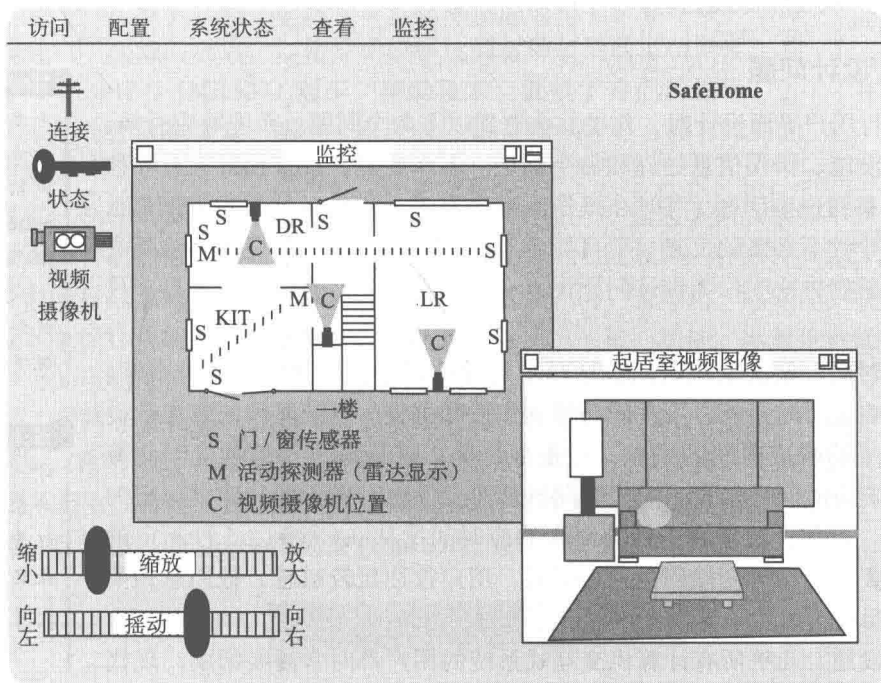 访问 配置 系统状态 查看 监控
SafeHome
连接
状态
视频
摄像机
监控
S
S
DR
S
S
S
M
C
S
M
C
LR
KIT
S
S
C
S
S
一楼
S 门/窗传感器
M 活动探测器(雷达显示)
C 视频摄像机位置
起居室视频图像
缩小
缩放
放大
向左
摇动
向右